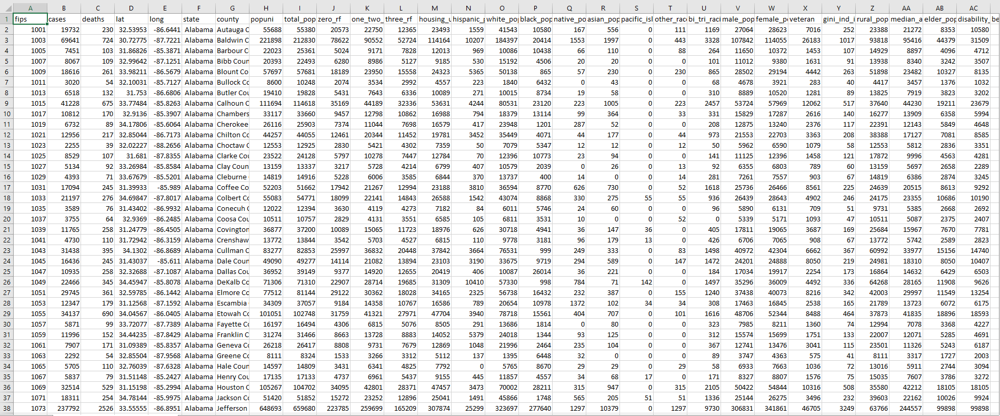 A B C D E F G H I J K L M N O P Q R S T U V W X Y Z AA AB AC
1 fips cases deaths lat long state county popuni total_pop zero_rf one_two_ three_rf housing_u hispanic_p white_pop black_pop native_po asian_pop pacific_isl other_raci bi_tri_raci male_pop female_po veteran gini_ind_i rural_pop median_a elder_pop disability_ be
2 1001 19732 230 32.53953 -86.6441 Alabama Autauga C 55688 55380 20573 22750 12365 23493 1559 41543 10580 167 556 0 111 1169 27064 28623 7016 252 23388 21272 8353 10580
3 1003 69641 724 30.72775 -87.7221 Alabama Baldwin C 221898 212830 78622 90552 52724 114164 10207 184397 20414 1553 1997 0 443 3328 107842 114055 26183 1017 93818 95416 44379 31509
4 1005 7451 103 31.86826 -85.3871 Alabama Barbour C 22023 25361 5024 9171 7828 12013 969 10086 10438 66 110 0 88 264 11650 10372 1453 107 14929 8897 4096 4712
5 1007 8067 109 32.99642 -87.1251 Alabama Bibb Coun 20393 22493 6280 8986 5127 9185 530 15192 4506 20 20 0 0 101 11012 9380 1631 91 13938 8340 3242 3507
6 1009 18616 261 33.98211 -86.5679 Alabama Blount Co 57697 57681 18189 23950 15558 24323 5365 50138 865 57 230 0 230 865 28502 29194 4442 263 51898 23482 10327 8135
7 1011 3020 54 32.10031 -85.7127 Alabama Bullock Co 8600 10248 2074 3534 2992 4557 223 1840 6432 0 43 0 0 68 4678 3921 283 40 4417 3457 1376 1032
8 1013 6518 132 31.753 -86.6806 Alabama Butler Cou 19410 19828 5431 7643 6336 10089 271 10015 8734 19 58 0 0 310 8889 10520 1281 89 13825 7919 3823 3202
9 1015 41228 675 33.77484 -85.8263 Alabama Calhoun C 111694 114618 35169 44189 32336 53631 4244 80531 23120 223 1005 0 223 2457 53724 57969 12062 517 37640 44230 19211 23679
10 1017 10812 170 32.9136 -85.3907 Alabama Chambers 33117 33660 9457 12798 10862 16988 794 18379 13114 99 364 0 33 331 15829 17287 2616 140 16277 13909 6358 5994
11 1019 6732 89 34.17806 -85.6064 Alabama Cherokee 26116 25903 7374 11044 7698 16579 417 23948 1201 287 52 0 0 208 12875 13240 2376 117 22391 12143 5849 4648
12 1021 12956 217 32.85044 -86.7173 Alabama Chilton Co 44257 44055 12461 20344 11452 19781 3452 35449 4071 44 177 0 44 973 21553 22703 3363 208 38388 17127 7081 8585
13 1023 2255 39 32.02227 -88.2656 Alabama Choctaw C 12553 12925 2830 5421 4302 7359 50 7079 5347 12 12 0 12 50 5962 6590 1079 58 12553 5812 2836 3351
14 1025 8529 107 31.681 -87.8355 Alabama Clarke Cou 23522 24128 5797 10278 7447 12784 70 12396 10773 23 94 0 0 141 11125 12396 1458 121 17872 9996 4563 4281
15 1027 5134 92 33.26984 -85.8584 Alabama Clay Coun 13159 13337 3217 5728 4214 6799 407 10579 2039 0 26 0 13 92 6355 6803 789 60 13159 5697 2658 2289
16 1029 4393 71 33.67679 -85.5201 Alabama Cleburne 14819 14916 5228 6006 3585 6844 370 13737 400 14 0 0 14 281 7261 7557 903 67 14819 6386 2874 3245
17 1031 17094 245 31.39933 -85.989 Alabama Coffee Co 52203 51662 17942 21267 12994 23188 3810 36594 8770 626 730 0 52 1618 25736 26466 8561 225 24639 20515 8613 9292
18 1033 21197 276 34.69847 -87.8017 Alabama Colbert Co 55083 54771 18099 22141 14843 26588 1542 43074 8868 330 275 55 55 936 26439 28643 4902 246 24175 23355 10686 10190
19 1035 3589 76 31.43402 -86.9932 Alabama Conecuh C 12022 12394 3630 4119 4273 7182 84 6011 5746 24 60 0 0 96 5890 6131 709 51 9731 5385 2668 2692
20 1037 3755 64 32.9369 -86.2485 Alabama Coosa Cou 10511 10757 2829 4131 3551 6585 105 6811 3531 10 0 0 52 0 5339 5171 1093 47 10511 5087 2375 2407
21 1039 11765 258 31.24779 -86.4505 Alabama Covington 36877 37200 10089 15065 11723 18976 626 30718 4941 36 147 36 0 405 17811 19065 3687 169 25684 15967 7670 7781
22 1041 4730 110 31.72942 -86.3159 Alabama Crenshaw 13772 13844 3542 5703 4527 6815 110 9778 3181 96 179 13 0 426 6706 7065 908 67 13772 5742 2589 2823
23 1043 31438 395 34.1302 -86.8689 Alabama Cullman C 83277 82853 25997 36832 20448 37842 3664 76531 999 249 333 0 83 1498 40972 42304 6662 367 60992 33977 15156 14740
24 1045 16436 245 31.43037 -85.611 Alabama Dale Coun 49090 49277 14114 21082 13894 23103 3190 33675 9719 294 589 0 147 1472 24201 24888 8050 219 24981 18310 8050 10407
25 1047 10935 258 32.32688 -87.1087 Alabama Dallas Cou 36952 39149 9377 14920 12655 20419 406 10087 26014 36 221 0 0 184 17034 19917 2254 173 16864 14632 6429 6503
26 1049 22466 345 34.45947 -85.8078 Alabama DeKalb Co 71306 71310 22907 28714 19685 31309 10410 57330 998 784 71 142 0 1497 35296 36009 4492 336 64268 28165 11908 9626
27 1051 29745 361 32.59785 -86.1442 Alabama Elmore Co 77512 81144 29122 30362 18028 34165 2325 56738 16432 232 387 0 155 1240 37438 40073 8216 342 42003 29997 11549 13254
28 1053 12347 179 31.12568 -87.1592 Alabama Escambia 34309 37057 9184 14358 10767 16586 789 20654 10978 1372 102 34 34 308 17463 16845 2538 165 21789 13723 6072 6175
29 1055 34137 690 34.04567 -86.0405 Alabama Etowah Co 101051 102748 31759 41321 27971 47704 3940 78718 15561 404 707 0 101 1616 48706 52344 8488 464 37873 41835 18896 18593
30 1057 5871 99 33.72077 -87.7389 Alabama Fayette Co 16197 16494 4306 6815 5076 8505 291 13686 1814 0 80 0 0 323 7985 8211 1360 74 12994 7078 3368 4227
31 1059 11996 152 34.44235 -87.8429 Alabama Franklin C 31274 31466 8663 13728 8883 14052 5379 24018 1344 93 125 0 0 312 15574 15699 1751 133 22007 12071 5285 4691
32 1061 7907 171 31.09389 -85.8357 Alabama Geneva Co 26218 26417 8808 9731 7679 12869 1048 21996 2464 235 104 0 0 367 12741 13476 3041 115 23501 11326 5243 6187
33 1063 2292 54 32.85504 -87.9568 Alabama Greene Co 8111 8324 1533 3266 3312 5112 137 1395 6448 32 0 0 0 89 3747 4363 575 41 8111 3317 1727 2003
34 1065 5705 110 32.76039 -87.6328 Alabama Hale Coun 14597 14809 3431 6341 4825 7792 0 5765 8670 29 29 0 29 58 6933 7663 1036 72 13016 5911 2744 3094
35 1067 5837 79 31.51148 -85.2427 Alabama Henry Cou 17135 17133 4737 6961 5437 9155 445 11857 4557 34 68 17 0 171 8327 8807 1576 75 15035 7607 3786 3272
36 1069 32514 529 31.15198 -85.2994 Alabama Houston C 105267 104702 34095 42801 28371 47457 3473 70002 28211 315 947 0 315 2105 50422 54844 10316 508 35580 42212 18105 18105
37 1071 18311 254 34.78144 -85.9975 Alabama Jackson Co 51420 51852 15272 23252 12896 25041 1491 45866 1748 565 205 51 51 1336 25144 26275 3496 232 39603 22162 10026 9924
38 1073 237792 2526 33.55555 -86.8951 Alabama Jefferson 648693 659680 223785 259699 165209 307874 25299 323697 277640 1297 10379 0 1297 9730 306831 341861 46705 3249 63766 244557 99898 99898